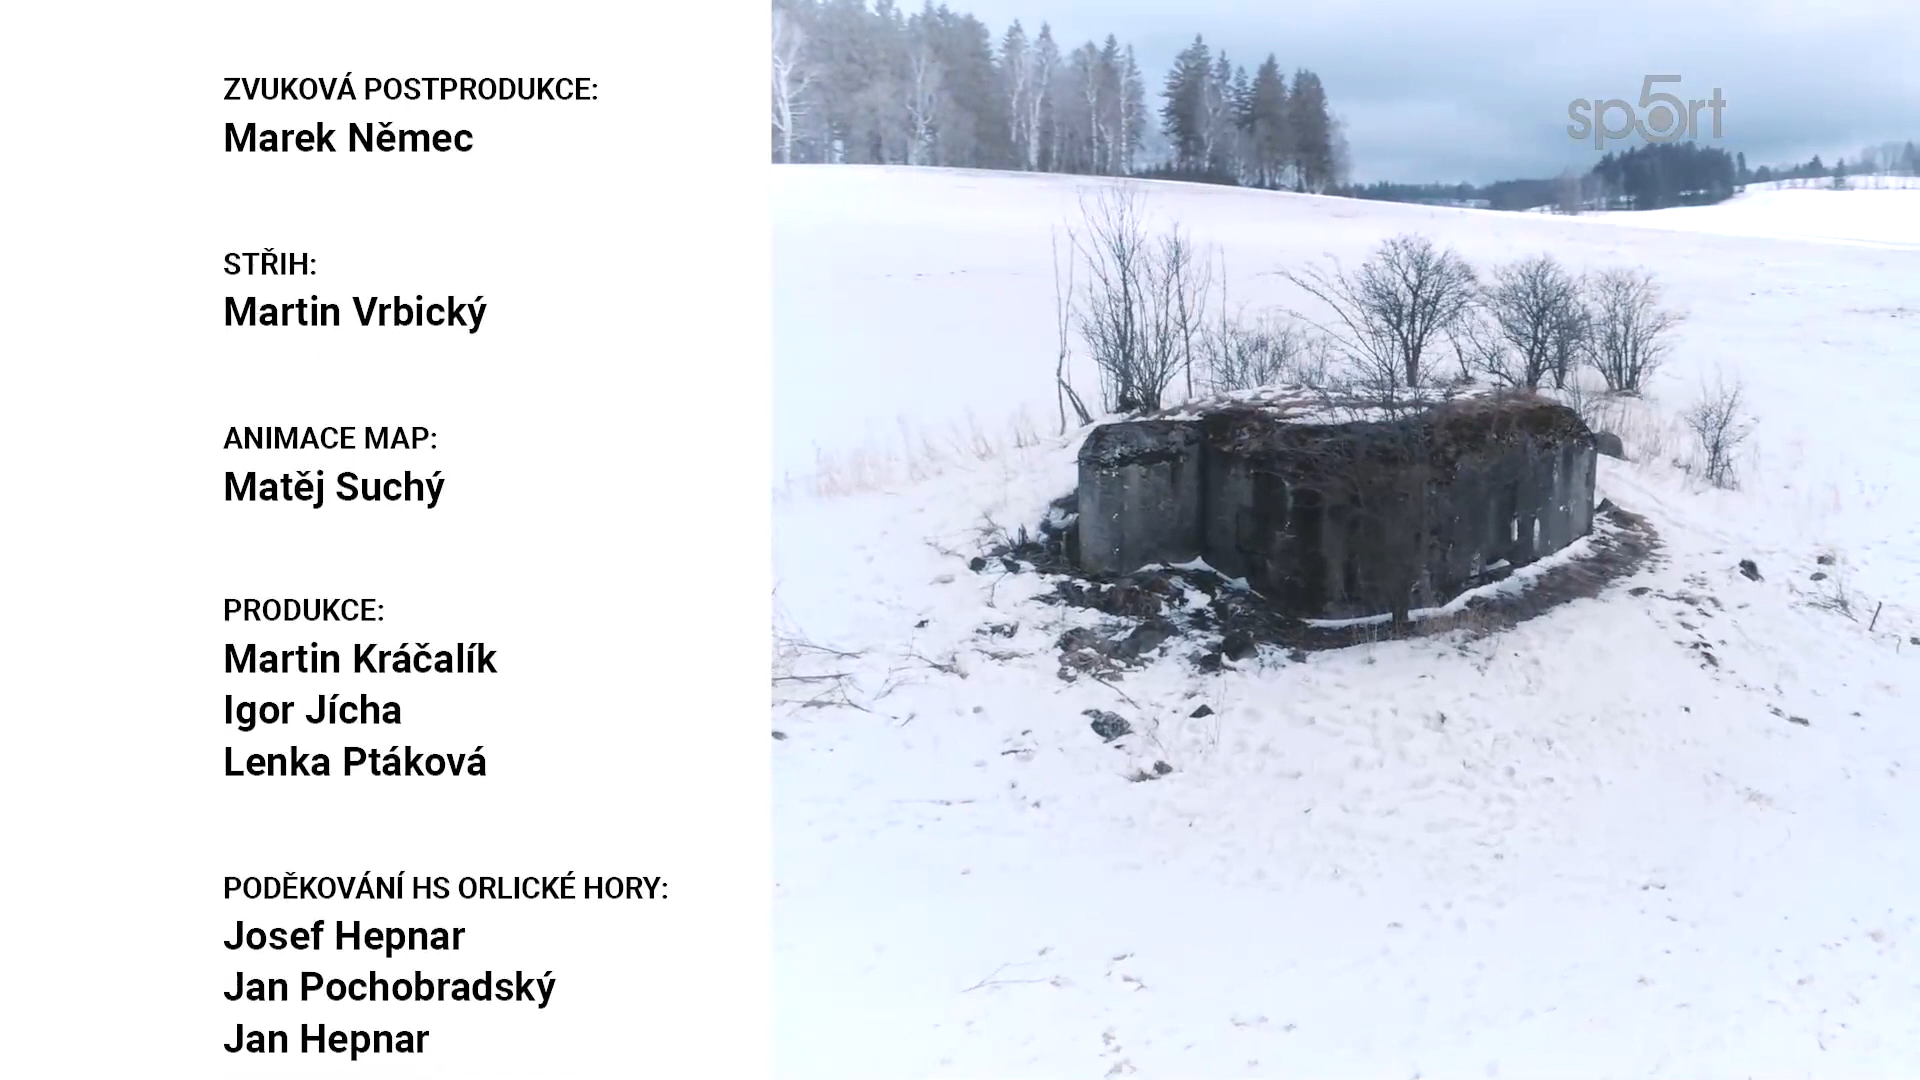 ZVUKOVÁ POSTPRODUKCE:
Marek Němec
STŘIH:
Martin Vrbický
ANIMACE MAP:
Matěj Suchý
PRODUKCE:
Martin Kráčalík
Igor Jícha
Lenka Ptáková
PODĚKOVÁNÍ HS ORLICKÉ HORY:
Josef Hepnar
Jan Pochobradský
Jan Hepnar
sp5rt